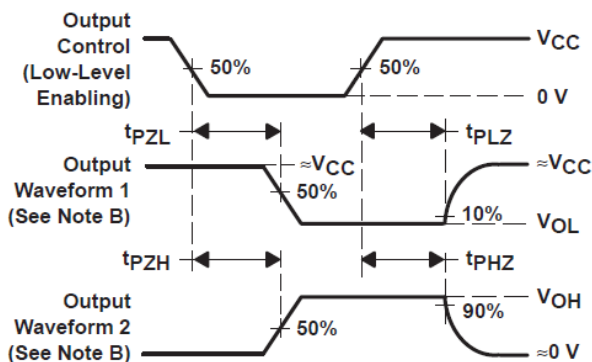 Output
Control
(Low-Level
Enabling)
50%
50%
VCC
0 V
tPZL
tPLZ
Output
Waveform 1
(See Note B)
≈VCC
50%
10%
≈VCC
VOL
tPZH
tPHZ
Output
Waveform 2
(See Note B)
50%
90%
VOH
≈0 V